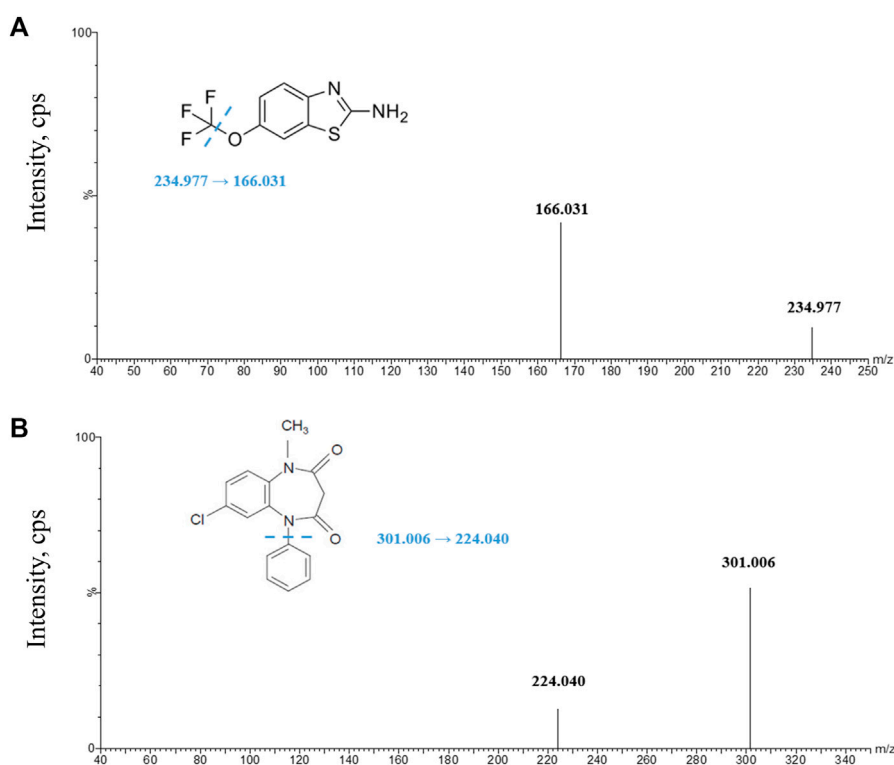 A
100
Intensity, cps
%
0
F
F
F
O
N
S
NH2
234.977 → 166.031
166.031
234.977
m/z
40 50 60 70 80 90 100 110 120 130 140 150 160 170 180 190 200 210 220 230 240 250
B
100
Intensity, cps
%
0
CH3
N
O
Cl
N
O
301.006 → 224.040
301.006
224.040
m/z
40 60 80 100 120 140 160 180 200 220 240 260 280 300 320 340